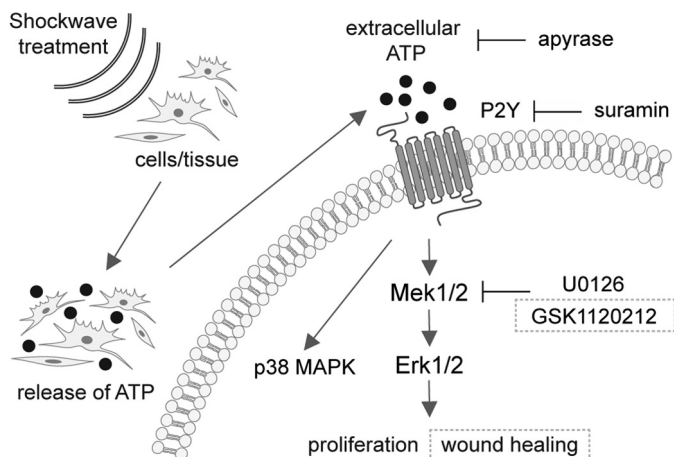 Shockwave
treatment
cells/tissue
release of ATP
extracellular
ATP
apyrase
P2Y
suramin
Mek1/2
U0126
GSK1120212
p38 MAPK
Erk1/2
proliferation
wound healing